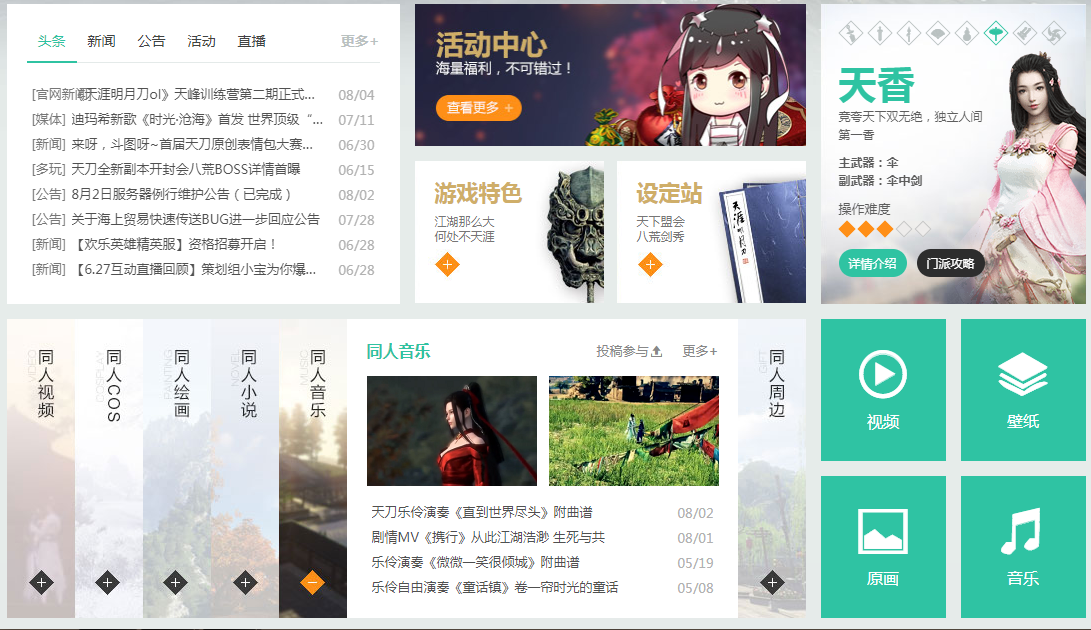 头条 新闻 公告 活动 直播 更多+
[官网新闻]《天涯明月刀ol》天峰训练营第二期正式... 08/04
[媒体] 迪玛希新歌《时光·沧海》首发 世界顶级“... 07/11
[新闻] 来呀，斗图呀~首届天刀原创表情包大赛... 06/30
[多玩] 天刀全新副本开封会八荒BOSS详情首曝 06/15
[公告] 8月2日服务器例行维护公告（已完成） 08/02
[公告] 关于海上贸易快速传送BUG进一步回应公告 07/28
[新闻] 【欢乐英雄精英服】资格招募开启！ 06/28
[新闻] 【6.27互动直播回顾】策划组小宝为你爆... 06/28
活动中心
海量福利，不可错过！
查看更多 +
游戏特色
江湖那么大
何处不天涯
设定站
天下盟会
八荒剑秀
天涯明月刀
天香
竞夸天下双无绝，独立人间
第一香
主武器：伞
副武器：伞中剑
操作难度
详情介绍 门派攻略
VIDEO
同人视频
COSPLAY
同人COS
PAINTING
同人绘画
NOVEL
同人小说
MUSIC
同人音乐
同人音乐 投稿参与 更多+
天刀乐伶演奏《直到世界尽头》附曲谱 08/02
剧情MV《携行》从此江湖浩渺 生死与共 08/01
乐伶演奏《微微一笑很倾城》附曲谱 05/19
乐伶自由演奏《童话镇》卷一帘时光的童话 05/08
GIFT
同人周边
视频
壁纸
原画
音乐